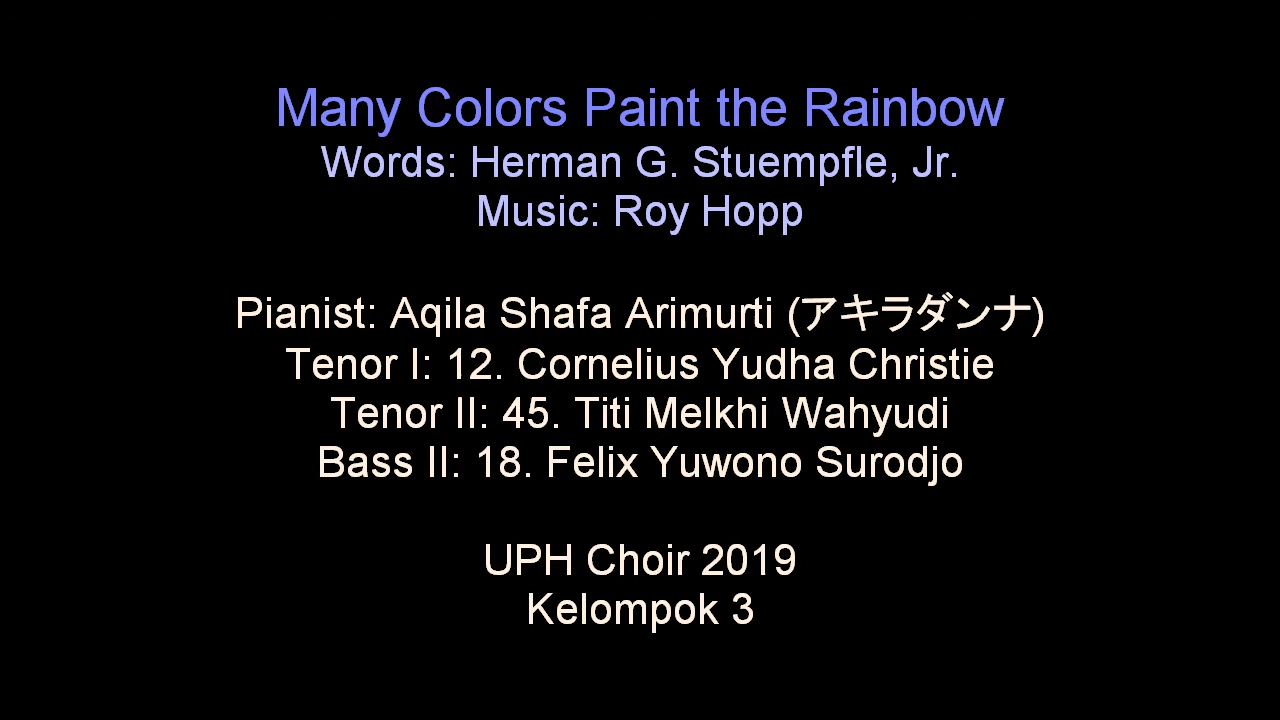 Many Colors Paint the Rainbow
Words: Herman G. Stuempfle, Jr.
Music: Roy Hopp
Pianist: Aqila Shafa Arimurti (アキラダンナ)
Tenor I: 12. Cornelius Yudha Christie
Tenor II: 45. Titi Melkhi Wahyudi
Bass II: 18. Felix Yuwono Surodjo
UPH Choir 2019
Kelompok 3